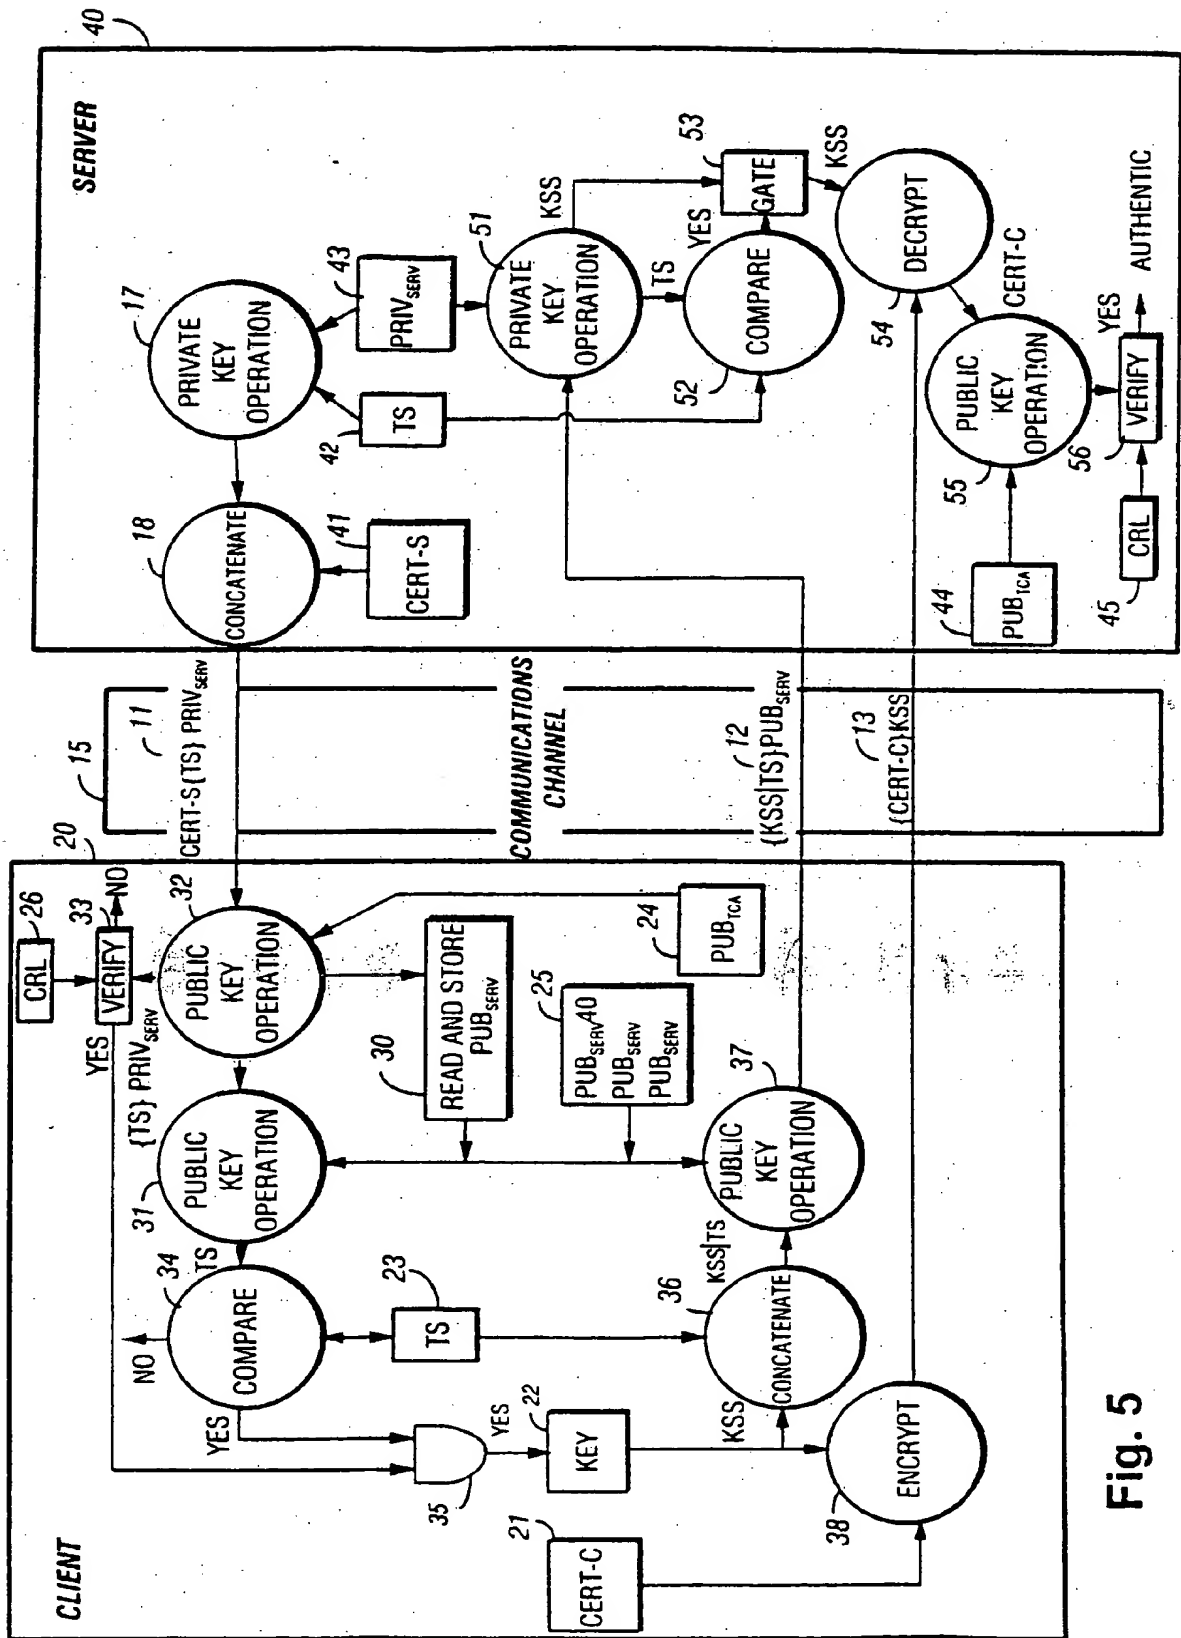 CLIENT
20
CRL
26
VERIFY
33
NO
YES
{TS} PRIV SERV
PUBLIC
KEY
OPERATION
32
PUBLIC
KEY
OPERATION
31
TS
COMPARE
34
NO
YES
READ AND STORE
PUB SERV
30
PUB SERV 40
PUB SERV
PUB SERV
25
PUB TCA
24
TS
23
35
YES
KEY
22
KSS
CONCATENATE
36
KSS|TS
PUBLIC
KEY
OPERATION
37
CERT-C
21
ENCRYPT
38
15
11
CERT-S{TS} PRIV SERV
COMMUNICATIONS
CHANNEL
12
{KSS|TS}PUB SERV
13
{CERT-C}KSS
SERVER
40
PRIVATE
KEY
OPERATION
17
CONCATENATE
18
CERT-S
41
TS
42
PRIV SERV
43
PRIVATE
KEY
OPERATION
51
KSS
TS
COMPARE
52
YES
GATE
53
KSS
DECRYPT
54
CERT-C
PUBLIC
KEY
OPERATION
55
PUB TCA
44
CRL
45
VERIFY
56
YES
AUTHENTIC
Fig. 5